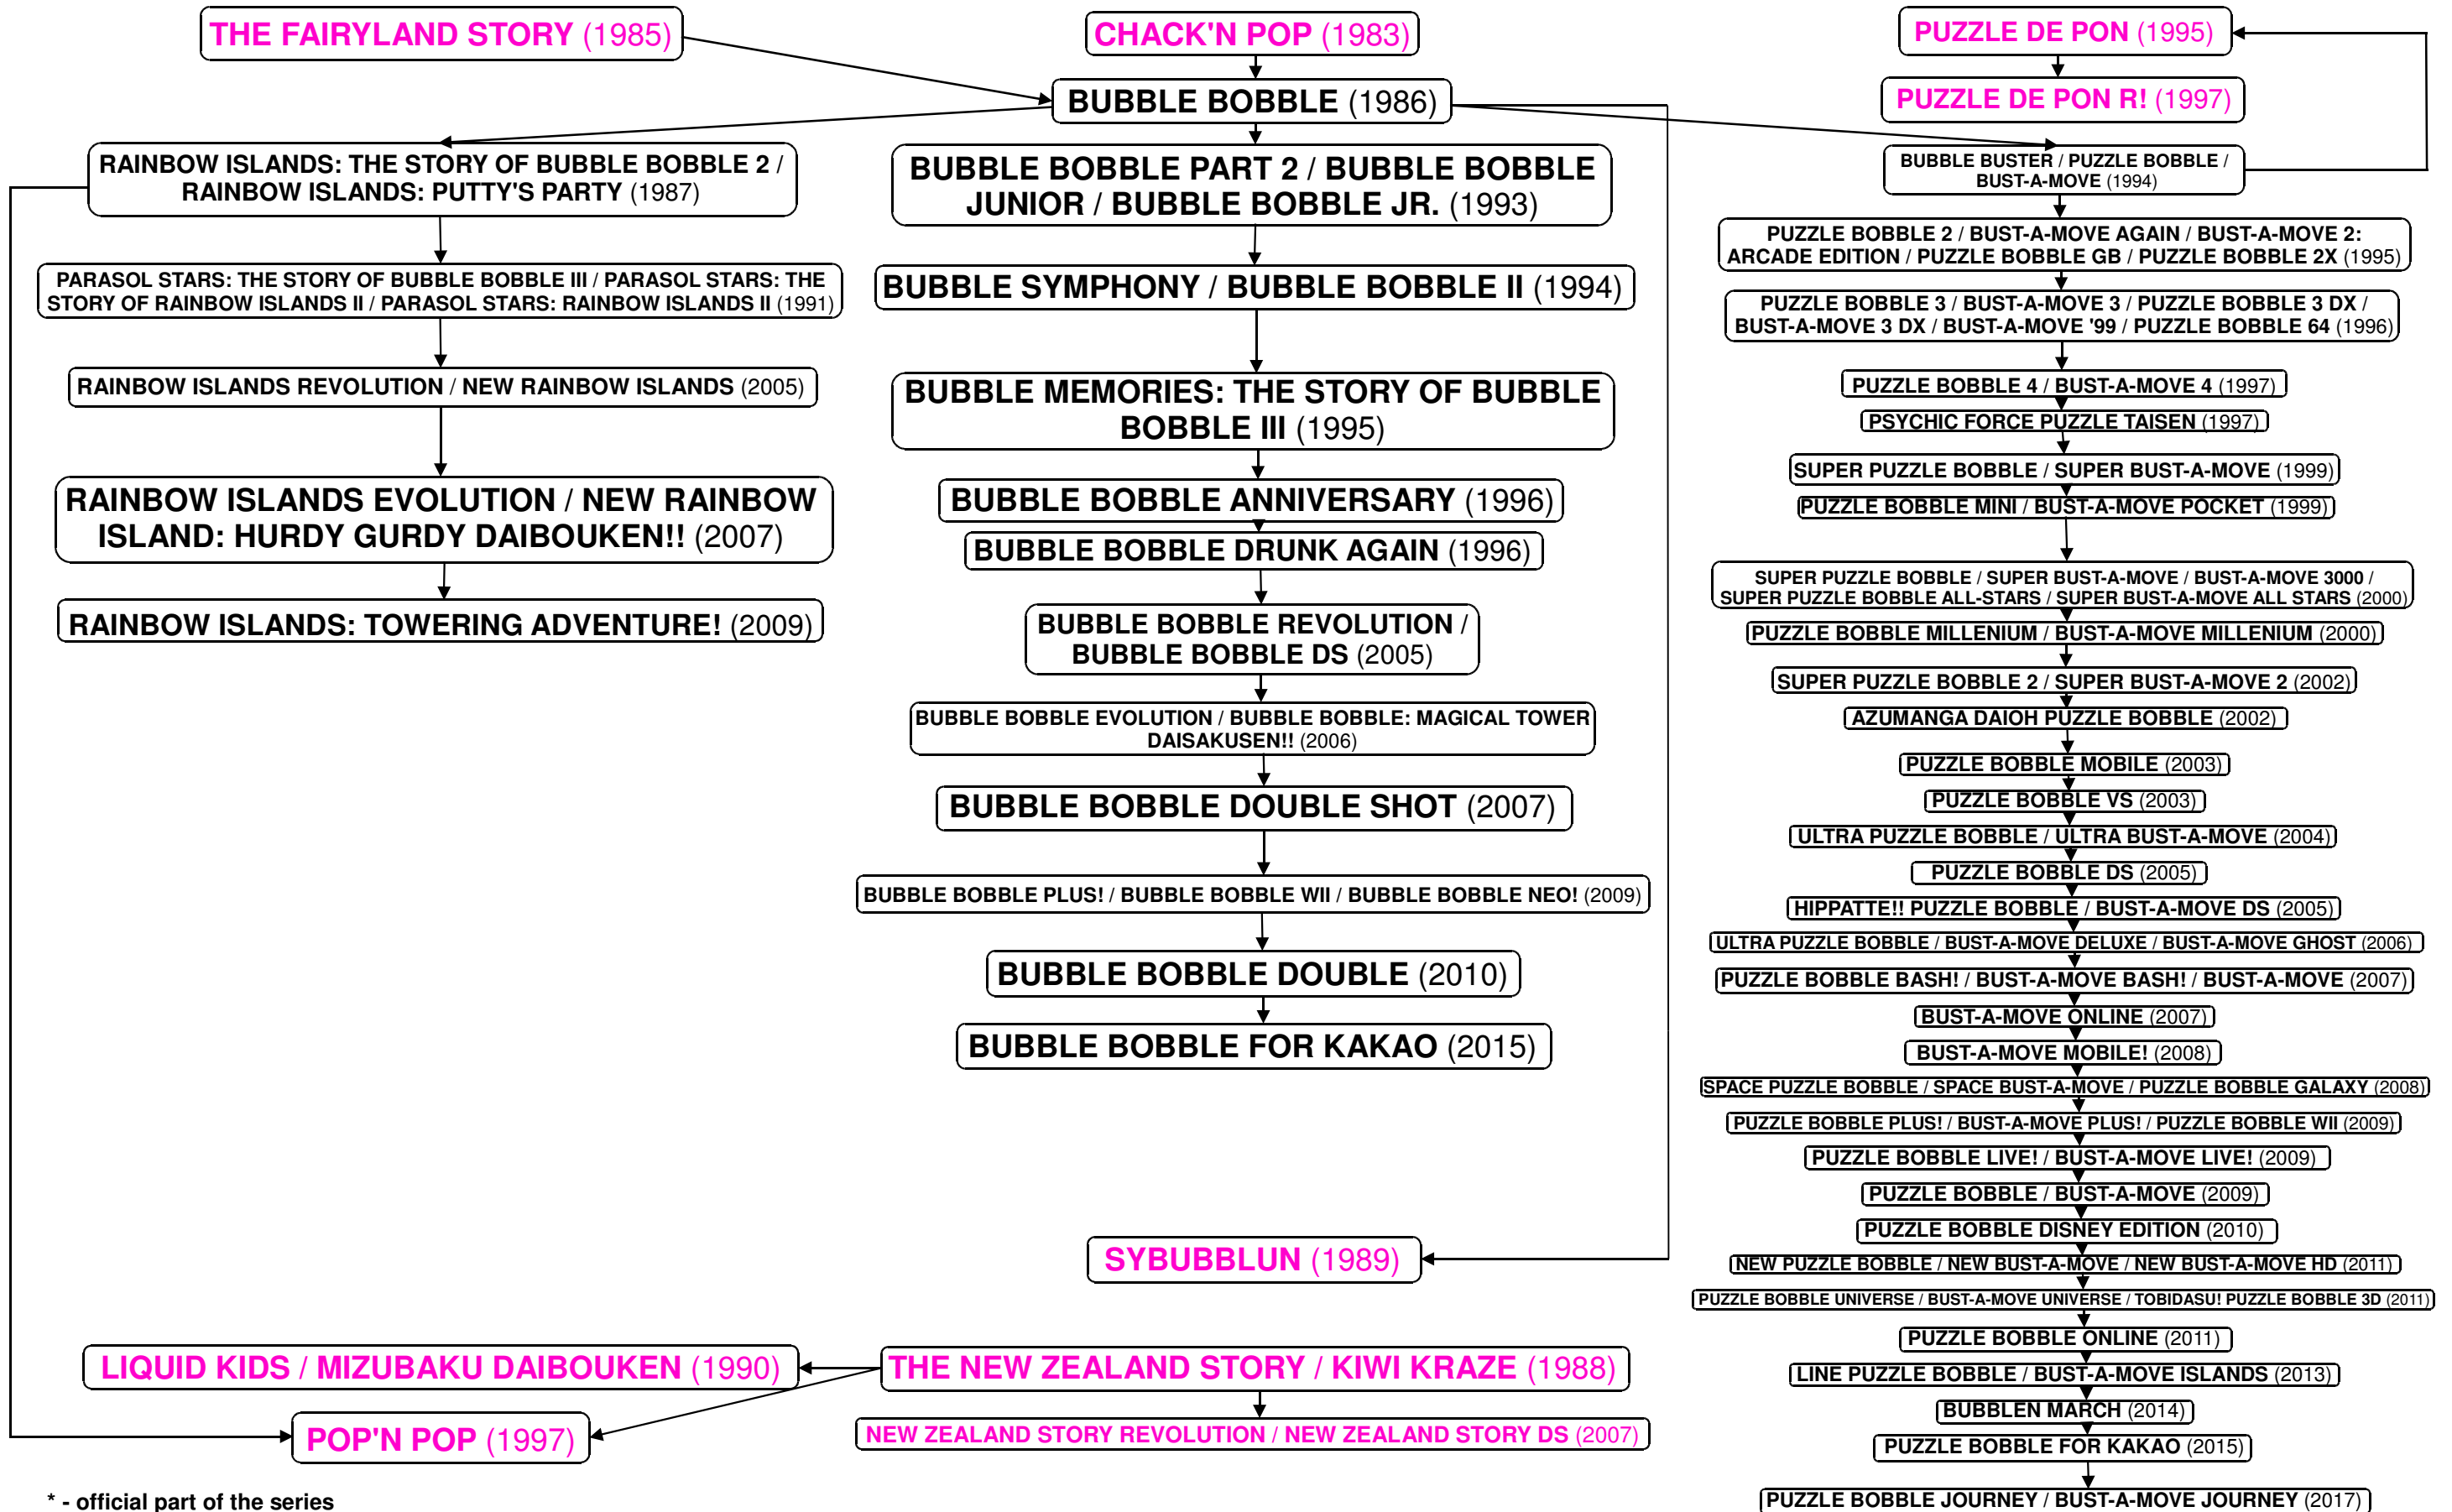 THE FAIRYLAND STORY (1985)
CHACK'N POP (1983)
BUBBLE BOBBLE (1986)
RAINBOW ISLANDS: THE STORY OF BUBBLE BOBBLE 2 /
RAINBOW ISLANDS: PUTTY'S PARTY (1987)
PARASOL STARS: THE STORY OF BUBBLE BOBBLE III / PARASOL STARS: THE
STORY OF RAINBOW ISLANDS II / PARASOL STARS: RAINBOW ISLANDS II (1991)
RAINBOW ISLANDS REVOLUTION / NEW RAINBOW ISLANDS (2005)
RAINBOW ISLANDS EVOLUTION / NEW RAINBOW
ISLAND: HURDY GURDY DAIBOUKEN!! (2007)
RAINBOW ISLANDS: TOWERING ADVENTURE! (2009)
BUBBLE BOBBLE PART 2 / BUBBLE BOBBLE
JUNIOR / BUBBLE BOBBLE JR. (1993)
BUBBLE SYMPHONY / BUBBLE BOBBLE II (1994)
BUBBLE MEMORIES: THE STORY OF BUBBLE
BOBBLE III (1995)
BUBBLE BOBBLE ANNIVERSARY (1996)
BUBBLE BOBBLE DRUNK AGAIN (1996)
BUBBLE BOBBLE REVOLUTION /
BUBBLE BOBBLE DS (2005)
BUBBLE BOBBLE EVOLUTION / BUBBLE BOBBLE: MAGICAL TOWER
DAISAKUSEN!! (2006)
BUBBLE BOBBLE DOUBLE SHOT (2007)
BUBBLE BOBBLE PLUS! / BUBBLE BOBBLE WII / BUBBLE BOBBLE NEO! (2009)
BUBBLE BOBBLE DOUBLE (2010)
BUBBLE BOBBLE FOR KAKAO (2015)
SYBUBBLUN (1989)
LIQUID KIDS / MIZUBAKU DAIBOUKEN (1990)
THE NEW ZEALAND STORY / KIWI KRAZE (1988)
POP'N POP (1997)
NEW ZEALAND STORY REVOLUTION / NEW ZEALAND STORY DS (2007)
* - official part of the series
PUZZLE DE PON (1995)
PUZZLE DE PON R! (1997)
BUBBLE BUSTER / PUZZLE BOBBLE /
BUST-A-MOVE (1994)
PUZZLE BOBBLE 2 / BUST-A-MOVE AGAIN / BUST-A-MOVE 2:
ARCADE EDITION / PUZZLE BOBBLE GB / PUZZLE BOBBLE 2X (1995)
PUZZLE BOBBLE 3 / BUST-A-MOVE 3 / PUZZLE BOBBLE 3 DX /
BUST-A-MOVE 3 DX / BUST-A-MOVE '99 / PUZZLE BOBBLE 64 (1996)
PUZZLE BOBBLE 4 / BUST-A-MOVE 4 (1997)
PSYCHIC FORCE PUZZLE TAISEN (1997)
SUPER PUZZLE BOBBLE / SUPER BUST-A-MOVE (1999)
PUZZLE BOBBLE MINI / BUST-A-MOVE POCKET (1999)
SUPER PUZZLE BOBBLE / SUPER BUST-A-MOVE / BUST-A-MOVE 3000 /
SUPER PUZZLE BOBBLE ALL-STARS / SUPER BUST-A-MOVE ALL STARS (2000)
PUZZLE BOBBLE MILLENIUM / BUST-A-MOVE MILLENIUM (2000)
SUPER PUZZLE BOBBLE 2 / SUPER BUST-A-MOVE 2 (2002)
AZUMANGA DAIOH PUZZLE BOBBLE (2002)
PUZZLE BOBBLE MOBILE (2003)
PUZZLE BOBBLE VS (2003)
ULTRA PUZZLE BOBBLE / ULTRA BUST-A-MOVE (2004)
PUZZLE BOBBLE DS (2005)
HIPPATTE!! PUZZLE BOBBLE / BUST-A-MOVE DS (2005)
ULTRA PUZZLE BOBBLE / BUST-A-MOVE DELUXE / BUST-A-MOVE GHOST (2006)
PUZZLE BOBBLE BASH! / BUST-A-MOVE BASH! / BUST-A-MOVE (2007)
BUST-A-MOVE ONLINE (2007)
BUST-A-MOVE MOBILE! (2008)
SPACE PUZZLE BOBBLE / SPACE BUST-A-MOVE / PUZZLE BOBBLE GALAXY (2008)
PUZZLE BOBBLE PLUS! / BUST-A-MOVE PLUS! / PUZZLE BOBBLE WII (2009)
PUZZLE BOBBLE LIVE! / BUST-A-MOVE LIVE! (2009)
PUZZLE BOBBLE / BUST-A-MOVE (2009)
PUZZLE BOBBLE DISNEY EDITION (2010)
NEW PUZZLE BOBBLE / NEW BUST-A-MOVE / NEW BUST-A-MOVE HD (2011)
PUZZLE BOBBLE UNIVERSE / BUST-A-MOVE UNIVERSE / TOBIDASU! PUZZLE BOBBLE 3D (2011)
PUZZLE BOBBLE ONLINE (2011)
LINE PUZZLE BOBBLE / BUST-A-MOVE ISLANDS (2013)
BUBBLEN MARCH (2014)
PUZZLE BOBBLE FOR KAKAO (2015)
PUZZLE BOBBLE JOURNEY / BUST-A-MOVE JOURNEY (2017)